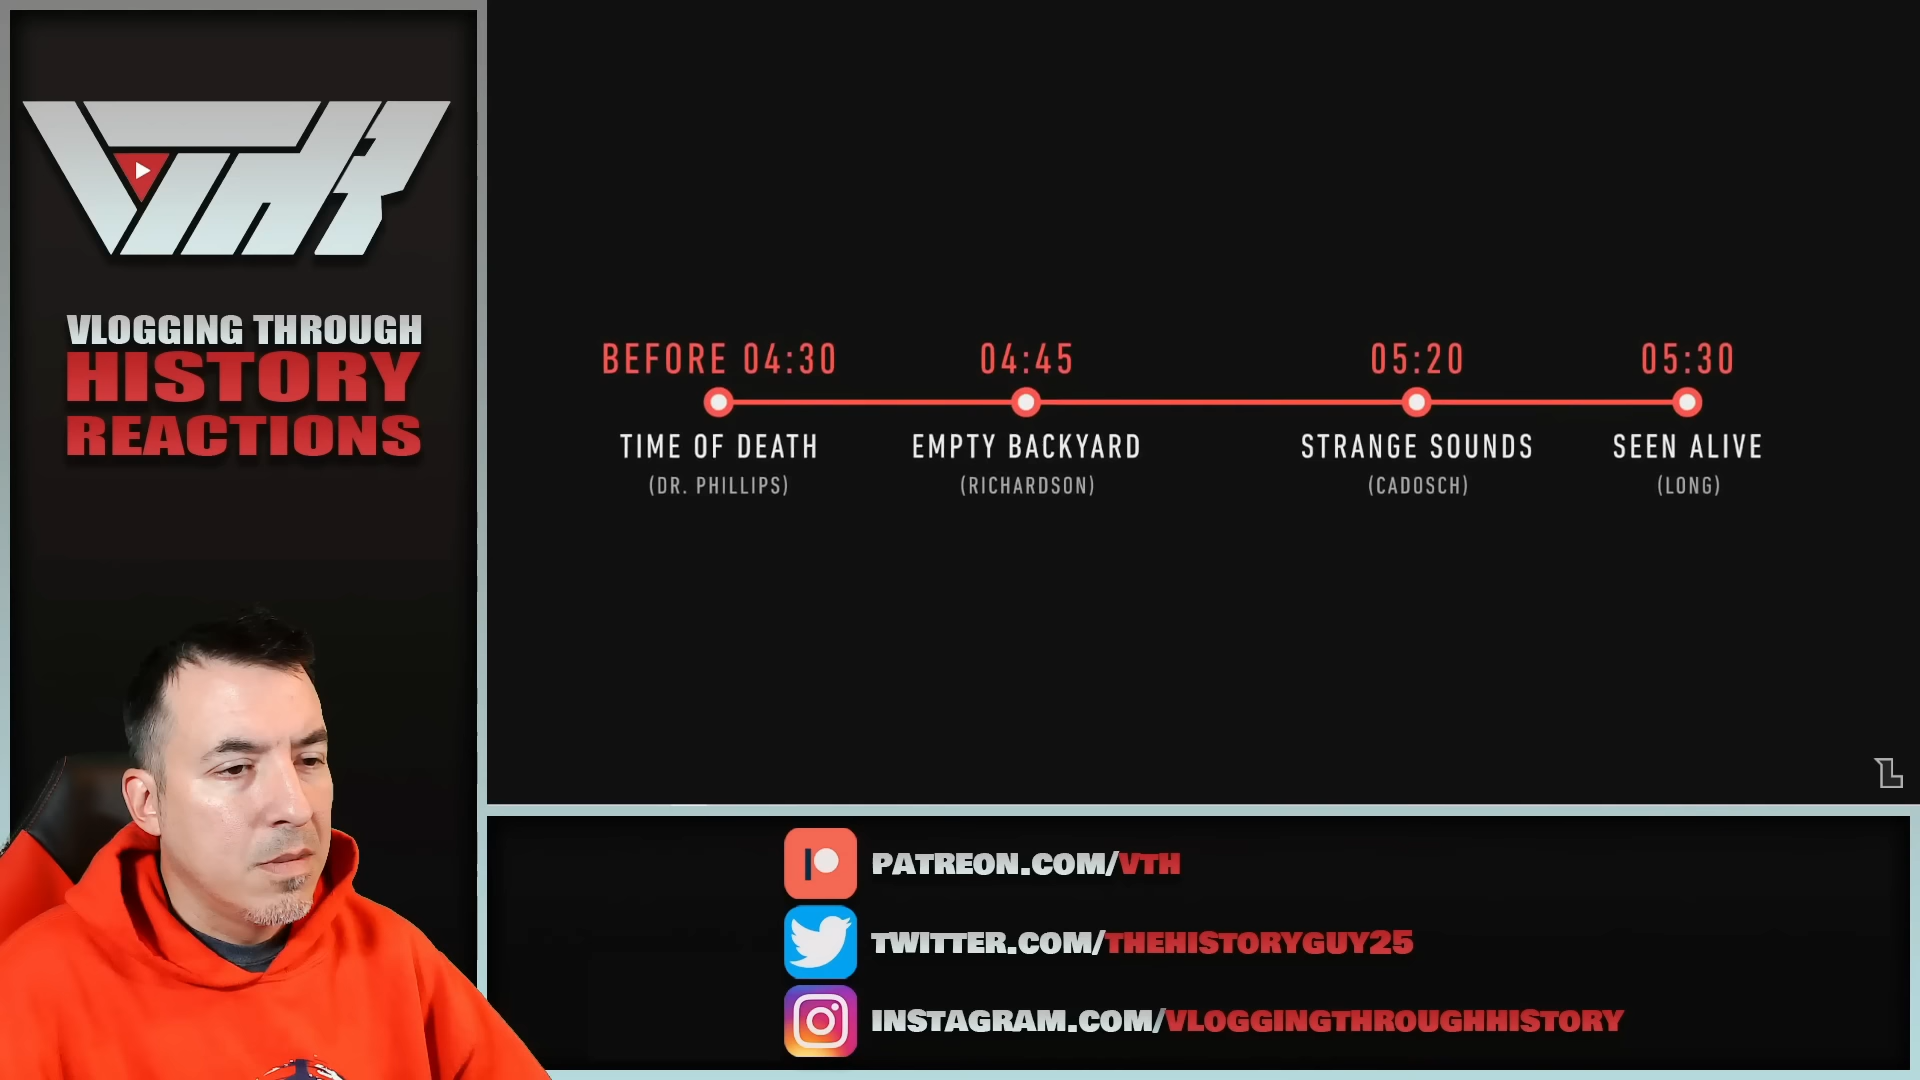 VTHR
VLOGGING THROUGH
HISTORY
REACTIONS
BEFORE 04:30
TIME OF DEATH
(DR. PHILLIPS)
04:45
EMPTY BACKYARD
(RICHARDSON)
05:20
STRANGE SOUNDS
(CADOSCH)
05:30
SEEN ALIVE
(LONG)
PATREON.COM/VTH
TWITTER.COM/THEHISTORYGUY25
INSTAGRAM.COM/VLOGGINGTHROUGHHISTORY